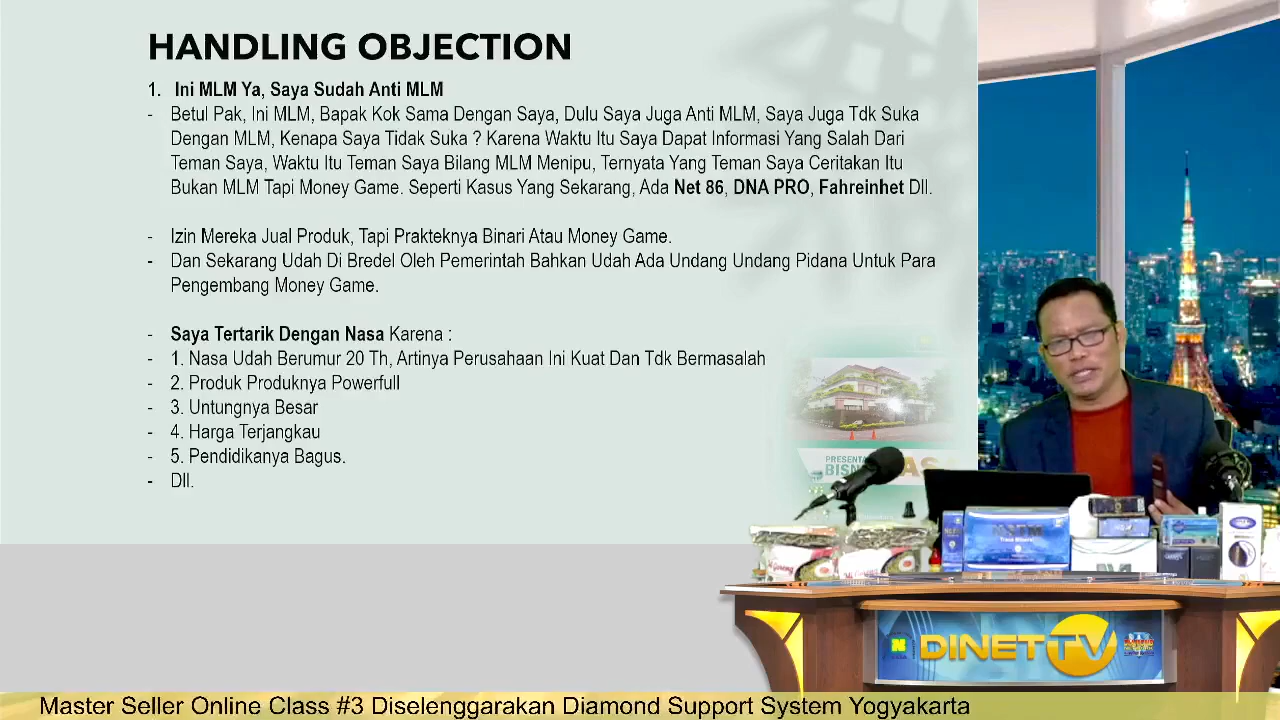 HANDLING OBJECTION
1. Ini MLM Ya, Saya Sudah Anti MLM
- Betul Pak, Ini MLM, Bapak Kok Sama Dengan Saya, Dulu Saya Juga Anti MLM, Saya Juga Tdk Suka
Dengan MLM, Kenapa Saya Tidak Suka ? Karena Waktu Itu Saya Dapat Informasi Yang Salah Dari
Teman Saya, Waktu Itu Teman Saya Bilang MLM Menipu, Ternyata Yang Teman Saya Ceritakan Itu
Bukan MLM Tapi Money Game. Seperti Kasus Yang Sekarang, Ada Net 86, DNA PRO, Fahreinhet Dll.
- Izin Mereka Jual Produk, Tapi Prakteknya Binari Atau Money Game.
- Dan Sekarang Udah Di Bredel Oleh Pemerintah Bahkan Udah Ada Undang Undang Pidana Untuk Para
Pengembang Money Game.
- Saya Tertarik Dengan Nasa Karena :
- 1. Nasa Udah Berumur 20 Th, Artinya Perusahaan Ini Kuat Dan Tdk Bermasalah
- 2. Produk Produknya Powerfull
- 3. Untungnya Besar
- 4. Harga Terjangkau
- 5. Pendidikanya Bagus.
- Dll.
DINET TV
Master Seller Online Class #3 Diselenggarakan Diamond Support System Yogyakarta